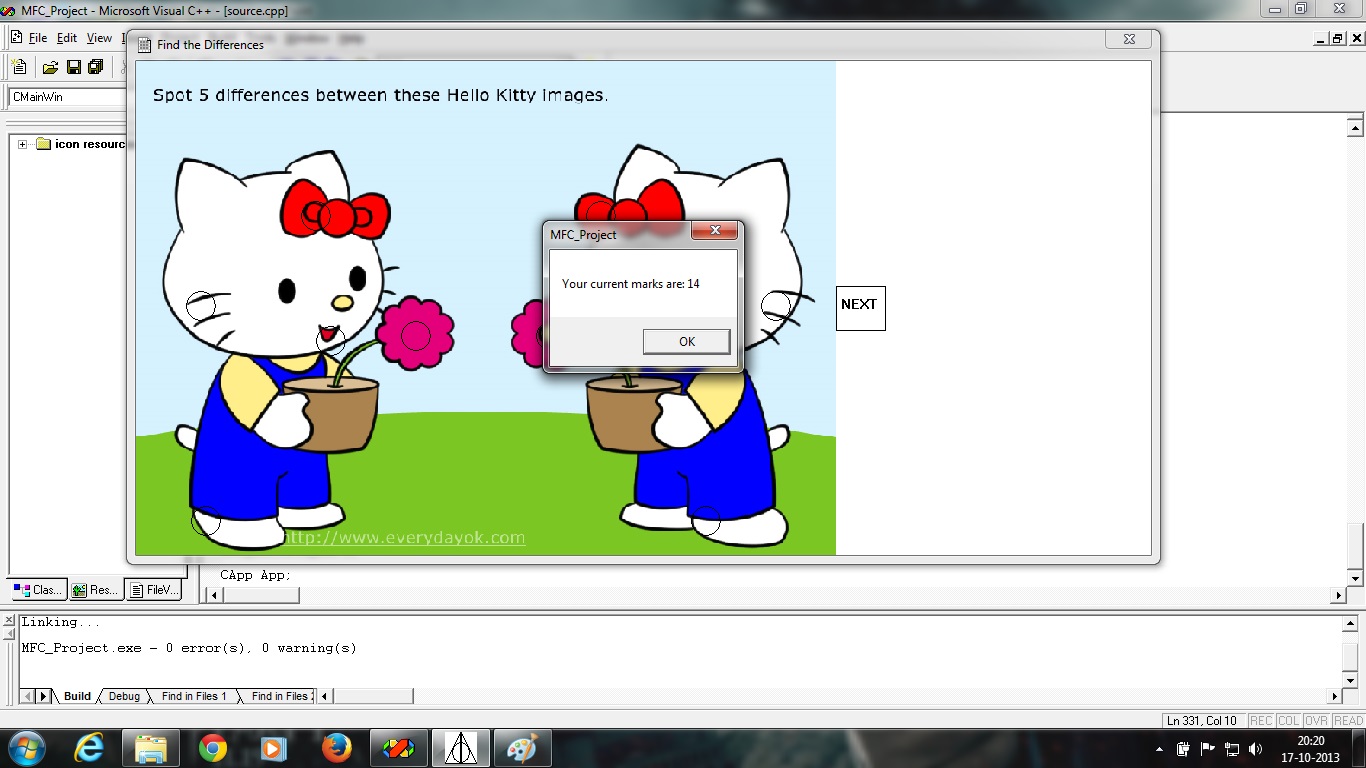 MFC_Project - Microsoft Visual C++ - [source.cpp]
File Edit View
Find the Differences
CMainWin
Spot 5 differences between these Hello Kitty images.
icon resourc
MFC_Project
Your current marks are: 14
OK
NEXT
http://www.everydayok.com
CApp App;
Clas... Res... FileV...
Linking...
MFC_Project.exe - 0 error(s), 0 warning(s)
Build Debug Find in Files 1 Find in Files
Ln 331, Col 10 REC COL OVR READ
20:20
17-10-2013